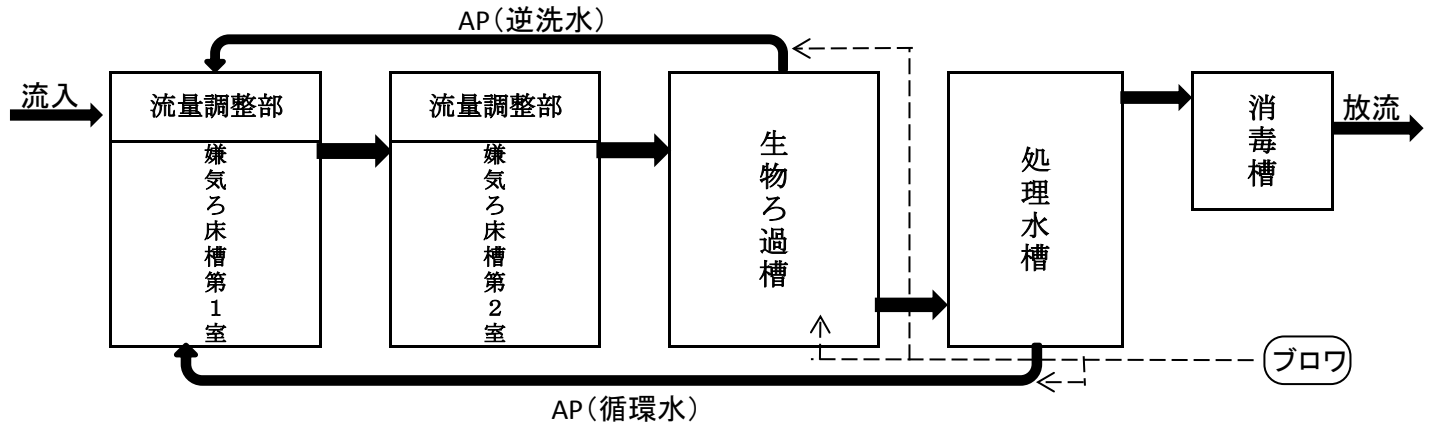 AP（逆洗水）
流入
流量調整部
嫌気ろ床槽第1室
流量調整部
嫌気ろ床槽第2室
生物ろ過槽
処理水槽
消毒槽
放流
ブロワ
AP（循環水）